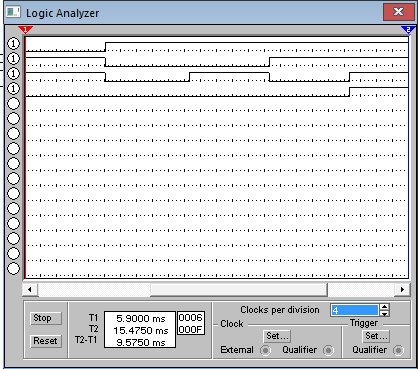 Logic Analyzer
1 2
1
1
1
1
Stop
Reset
T1 5.9000 ms 0006
T2 15.4750 ms 000F
T2-T1 9.5750 ms
Clocks per division 4
Clock
Set...
External Qualifier
Trigger
Set...
Qualifier